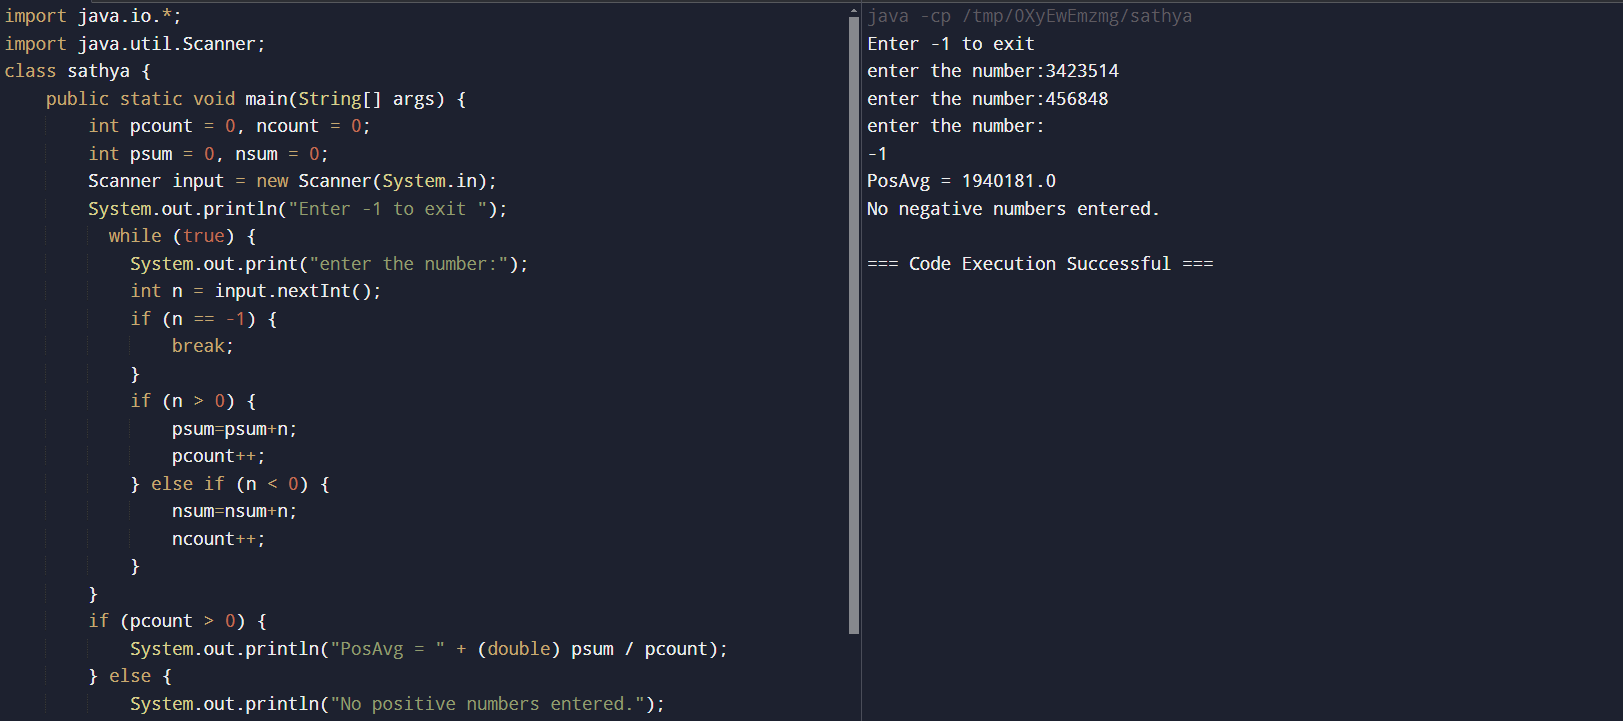 import java.io.*;
import java.util.Scanner;
class sathya {
    public static void main(String[] args) {
        int pcount = 0, ncount = 0;
        int psum = 0, nsum = 0;
        Scanner input = new Scanner(System.in);
        System.out.println("Enter -1 to exit ");
          while (true) {
            System.out.print("enter the number:");
            int n = input.nextInt();
            if (n == -1) {
                break;
            }
            if (n > 0) {
                psum=psum+n;
                pcount++;
            } else if (n < 0) {
                nsum=nsum+n;
                ncount++;
            }
        }
        if (pcount > 0) {
            System.out.println("PosAvg = " + (double) psum / pcount);
        } else {
            System.out.println("No positive numbers entered.");
java -cp /tmp/0XyEwEmzmg/sathya
Enter -1 to exit
enter the number:3423514
enter the number:456848
enter the number:
-1
PosAvg = 1940181.0
No negative numbers entered.
=== Code Execution Successful ===